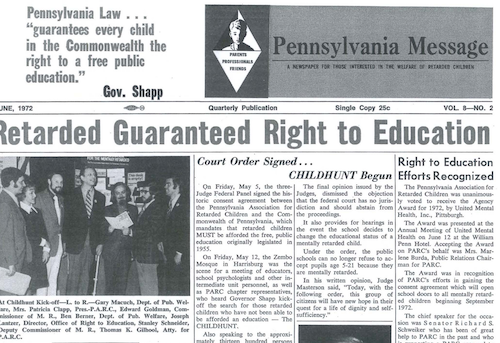 Pennsylvania Law . . .
"guarantees every child
in the Commonwealth the
right to a free public
education."
Gov. Shapp
PARENTS
PROFESSIONALS
FRIENDS
Pennsylvania Message
A NEWSPAPER FOR THOSE INTERESTED IN THE WELFARE OF RETARDED CHILDREN
UNE, 1972
Quarterly Publication
Single Copy 25c
VOL. 8—NO. 2
Retarded Guaranteed Right to Education
At Childhunt Kick-off—L. to R.—Gary Macuch, Dept. of Pub. Wel-
fare, Mrs. Patricia Clapp, Pres.-P.A.R.C., Edward Goldman, Com-
missioner of M. R., Ben Berner, Dept. of Pub. Welfare, Joseph
Lantzer, Director, Office of Right to Education, Stanley Schneider,
Deputy Commissioner of M. R., Thomas K. Gilhool, Atty. for
P.A.R.C.
Court Order Signed . . .
CHILDHUNT Begun
On Friday, May 5, the three-
Judge Federal Panel signed the his-
toric consent agreement between
the Pennsylvania Association for
Retarded Children and the Com-
monwealth of Pennsylvania, which
mandates that retarded children
MUST be afforded the free, public
education originally legislated in
1955.
On Friday, May 12, the Zembo
Mosque in Harrisburg was the
scene for a meeting of educators,
school psychologists and other in-
termediate unit personnel, as well
as PARC chapter representatives,
who heard Governor Shapp kick-
off the search for those retarded
children who have not been able to
be afforded an education — The
CHILDHUNT.
Also speaking to the approxi-
mately thirteen hundred persons
The final opinion issued by the
Judges, dismissed the objection
that the federal court has no juris-
diction and should abstain from
the proceedings.
It also provides for hearings in
the event the school decides to
change the educational status of a
mentally retarded child.
Under the order, the public
schools can no longer refuse to ac-
cept pupils age 5-21 because they
are mentally retarded.
In his written opinion, Judge
Masterson said, "Today, with the
following order, this group of
citizens will have new hope in their
quest for a life of dignity and self-
sufficiency."
Right to Education
Efforts Recognized
The Pennsylvania Association for
Retarded Children was unanimous-
ly voted to receive the Agency
Award for 1972, by United Mental
Health, Inc., Pittsburgh.
The Award was presented at the
Annual Meeting of United Mental
Health on June 12 at the William
Penn Hotel. Accepting the Award
on PARC's behalf was Mrs. Mar-
lene Burda, Public Relations Chair-
man for PARC.
The Award was in recognition of
PARC's efforts in gaining the
consent agreement which will open
school doors to all mentally retard-
ed children beginning September
1972.
Chief speaker for the occasion
was Senator Richard S.
Schweiker who has been of great
help to PARC in the past and who